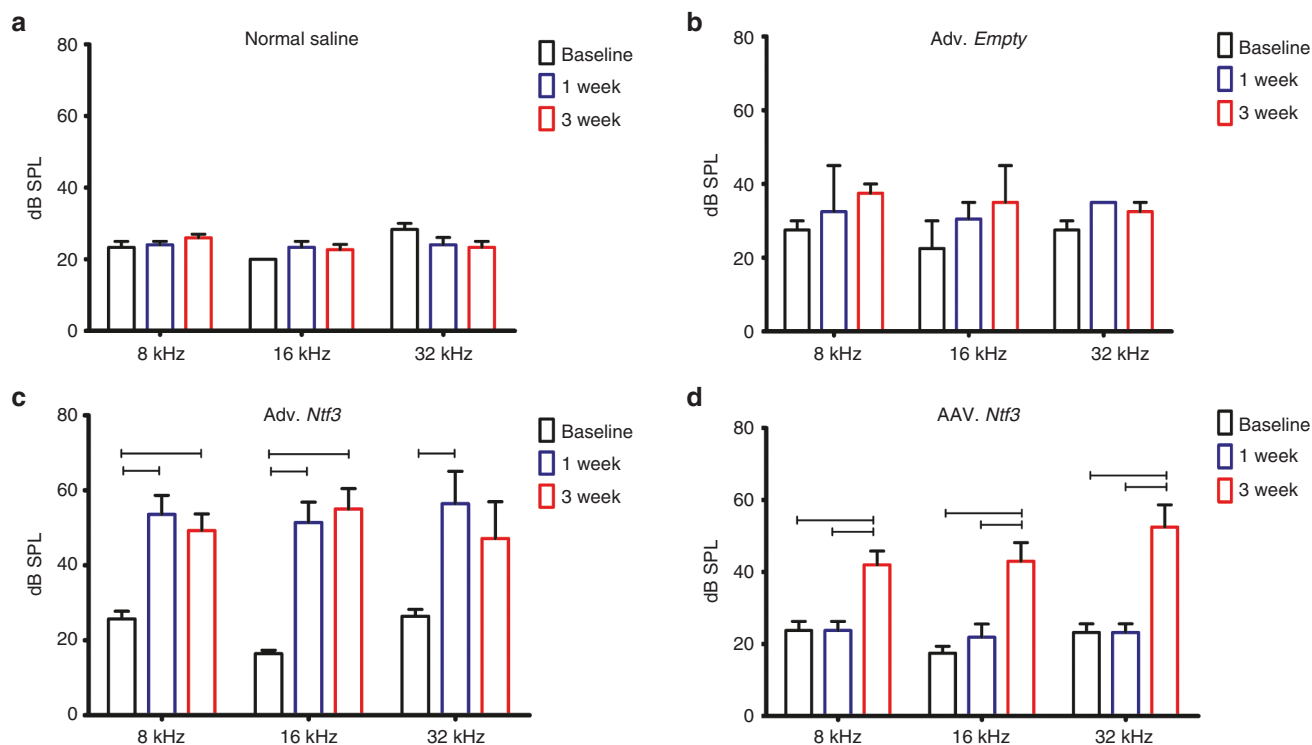 a
Normal saline
80
60
40
20
0
dB SPL
8 kHz
16 kHz
32 kHz
Baseline
1 week
3 week
b
Adv. Empty
80
60
40
20
0
dB SPL
8 kHz
16 kHz
32 kHz
Baseline
1 week
3 week
c
Adv. Ntf3
80
60
40
20
0
dB SPL
8 kHz
16 kHz
32 kHz
Baseline
1 week
3 week
d
AAV. Ntf3
80
60
40
20
0
dB SPL
8 kHz
16 kHz
32 kHz
Baseline
1 week
3 week